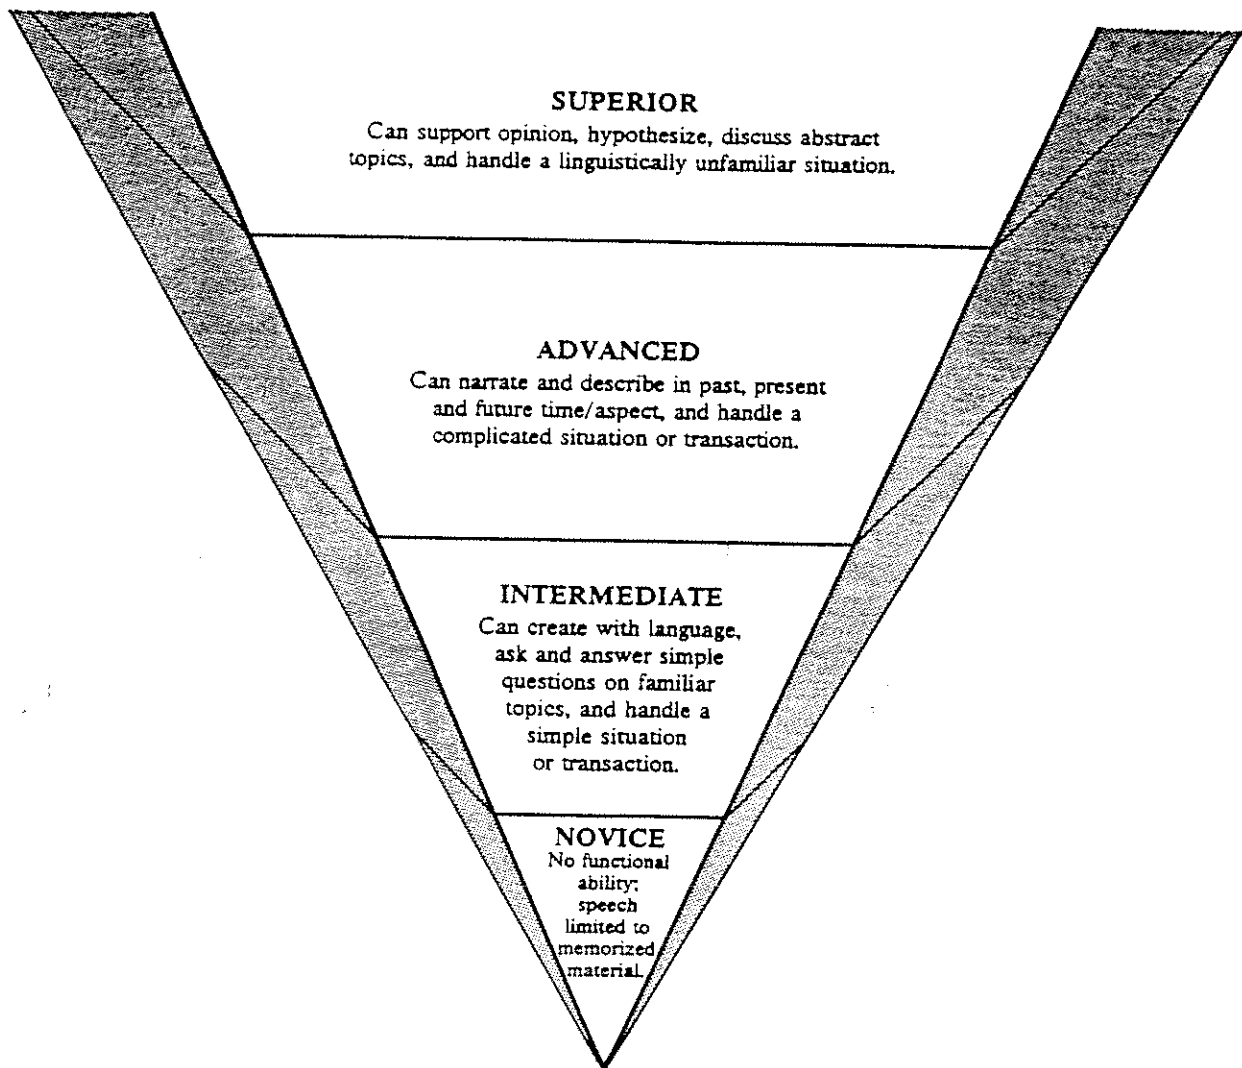 SUPERIOR
Can support opinion, hypothesize, discuss abstract
topics, and handle a linguistically unfamiliar situation.
ADVANCED
Can narrate and describe in past, present
and future time/aspect, and handle a
complicated situation or transaction.
INTERMEDIATE
Can create with language,
ask and answer simple
questions on familiar
topics, and handle a
simple situation
or transaction.
NOVICE
No functional
ability;
speech
limited to
memorized
material.